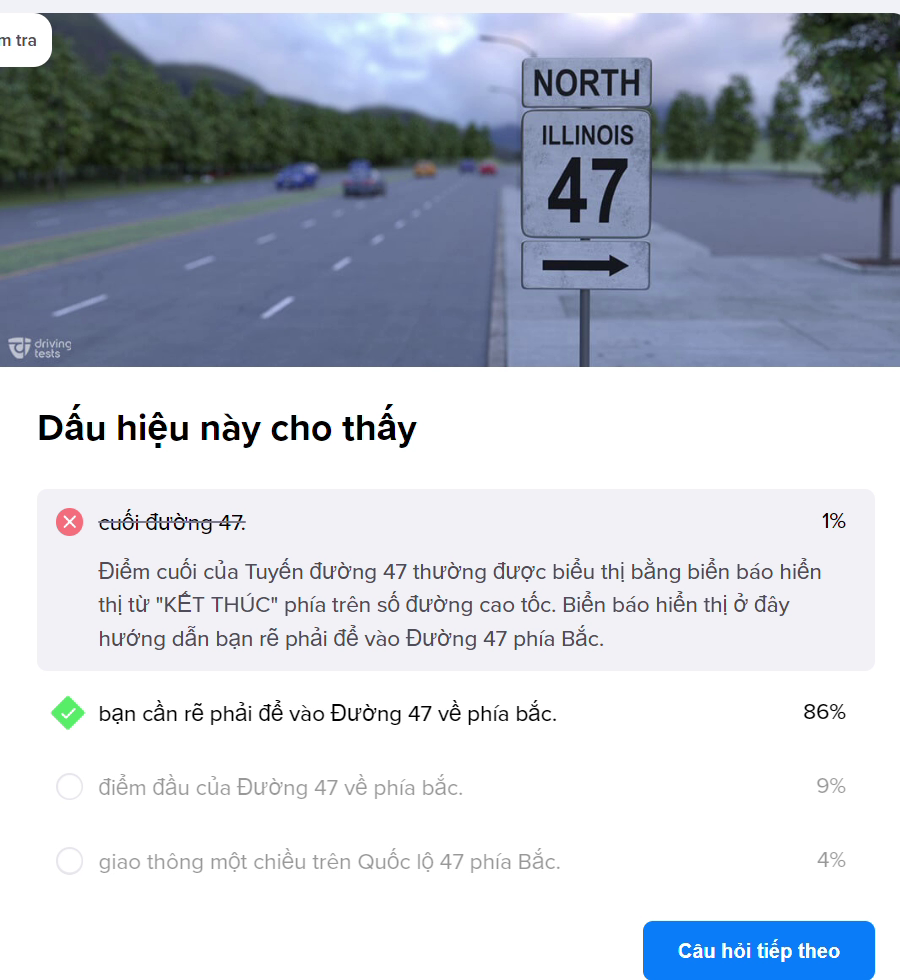 m tra
NORTH
ILLINOIS
47
driving
tests
Dấu hiệu này cho thấy
cuối đường 47. 1%
Điểm cuối của Tuyến đường 47 thường được biểu thị bằng biển báo hiển
thị từ "KẾT THÚC" phía trên số đường cao tốc. Biển báo hiển thị ở đây
hướng dẫn bạn rẽ phải để vào Đường 47 phía Bắc.
bạn cần rẽ phải để vào Đường 47 về phía bắc. 86%
điểm đầu của Đường 47 về phía bắc. 9%
giao thông một chiều trên Quốc lộ 47 phía Bắc. 4%
Câu hỏi tiếp theo